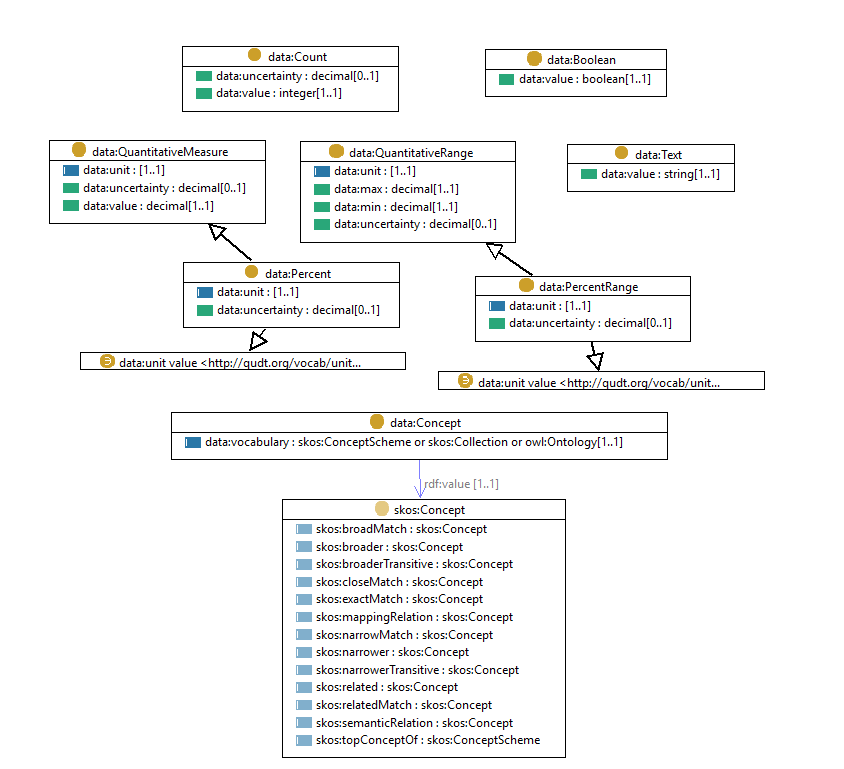 data:Count
data:uncertainty : decimal[0..1]
data:value : integer[1..1]
data:Boolean
data:value : boolean[1..1]
data:QuantitativeMeasure
data:unit : [1..1]
data:uncertainty : decimal[0..1]
data:value : decimal[1..1]
data:QuantitativeRange
data:unit : [1..1]
data:max : decimal[1..1]
data:min : decimal[1..1]
data:uncertainty : decimal[0..1]
data:Text
data:value : string[1..1]
data:Percent
data:unit : [1..1]
data:uncertainty : decimal[0..1]
data:PercentRange
data:unit : [1..1]
data:uncertainty : decimal[0..1]
data:unit value <http://qudt.org/vocab/unit...
data:unit value <http://qudt.org/vocab/unit...
data:Concept
data:vocabulary : skos:ConceptScheme or skos:Collection or owl:Ontology[1..1]
rdf:value [1..1]
skos:Concept
skos:broadMatch : skos:Concept
skos:broader : skos:Concept
skos:broaderTransitive : skos:Concept
skos:closeMatch : skos:Concept
skos:exactMatch : skos:Concept
skos:mappingRelation : skos:Concept
skos:narrowMatch : skos:Concept
skos:narrower : skos:Concept
skos:narrowerTransitive : skos:Concept
skos:related : skos:Concept
skos:relatedMatch : skos:Concept
skos:semanticRelation : skos:Concept
skos:topConceptOf : skos:ConceptScheme